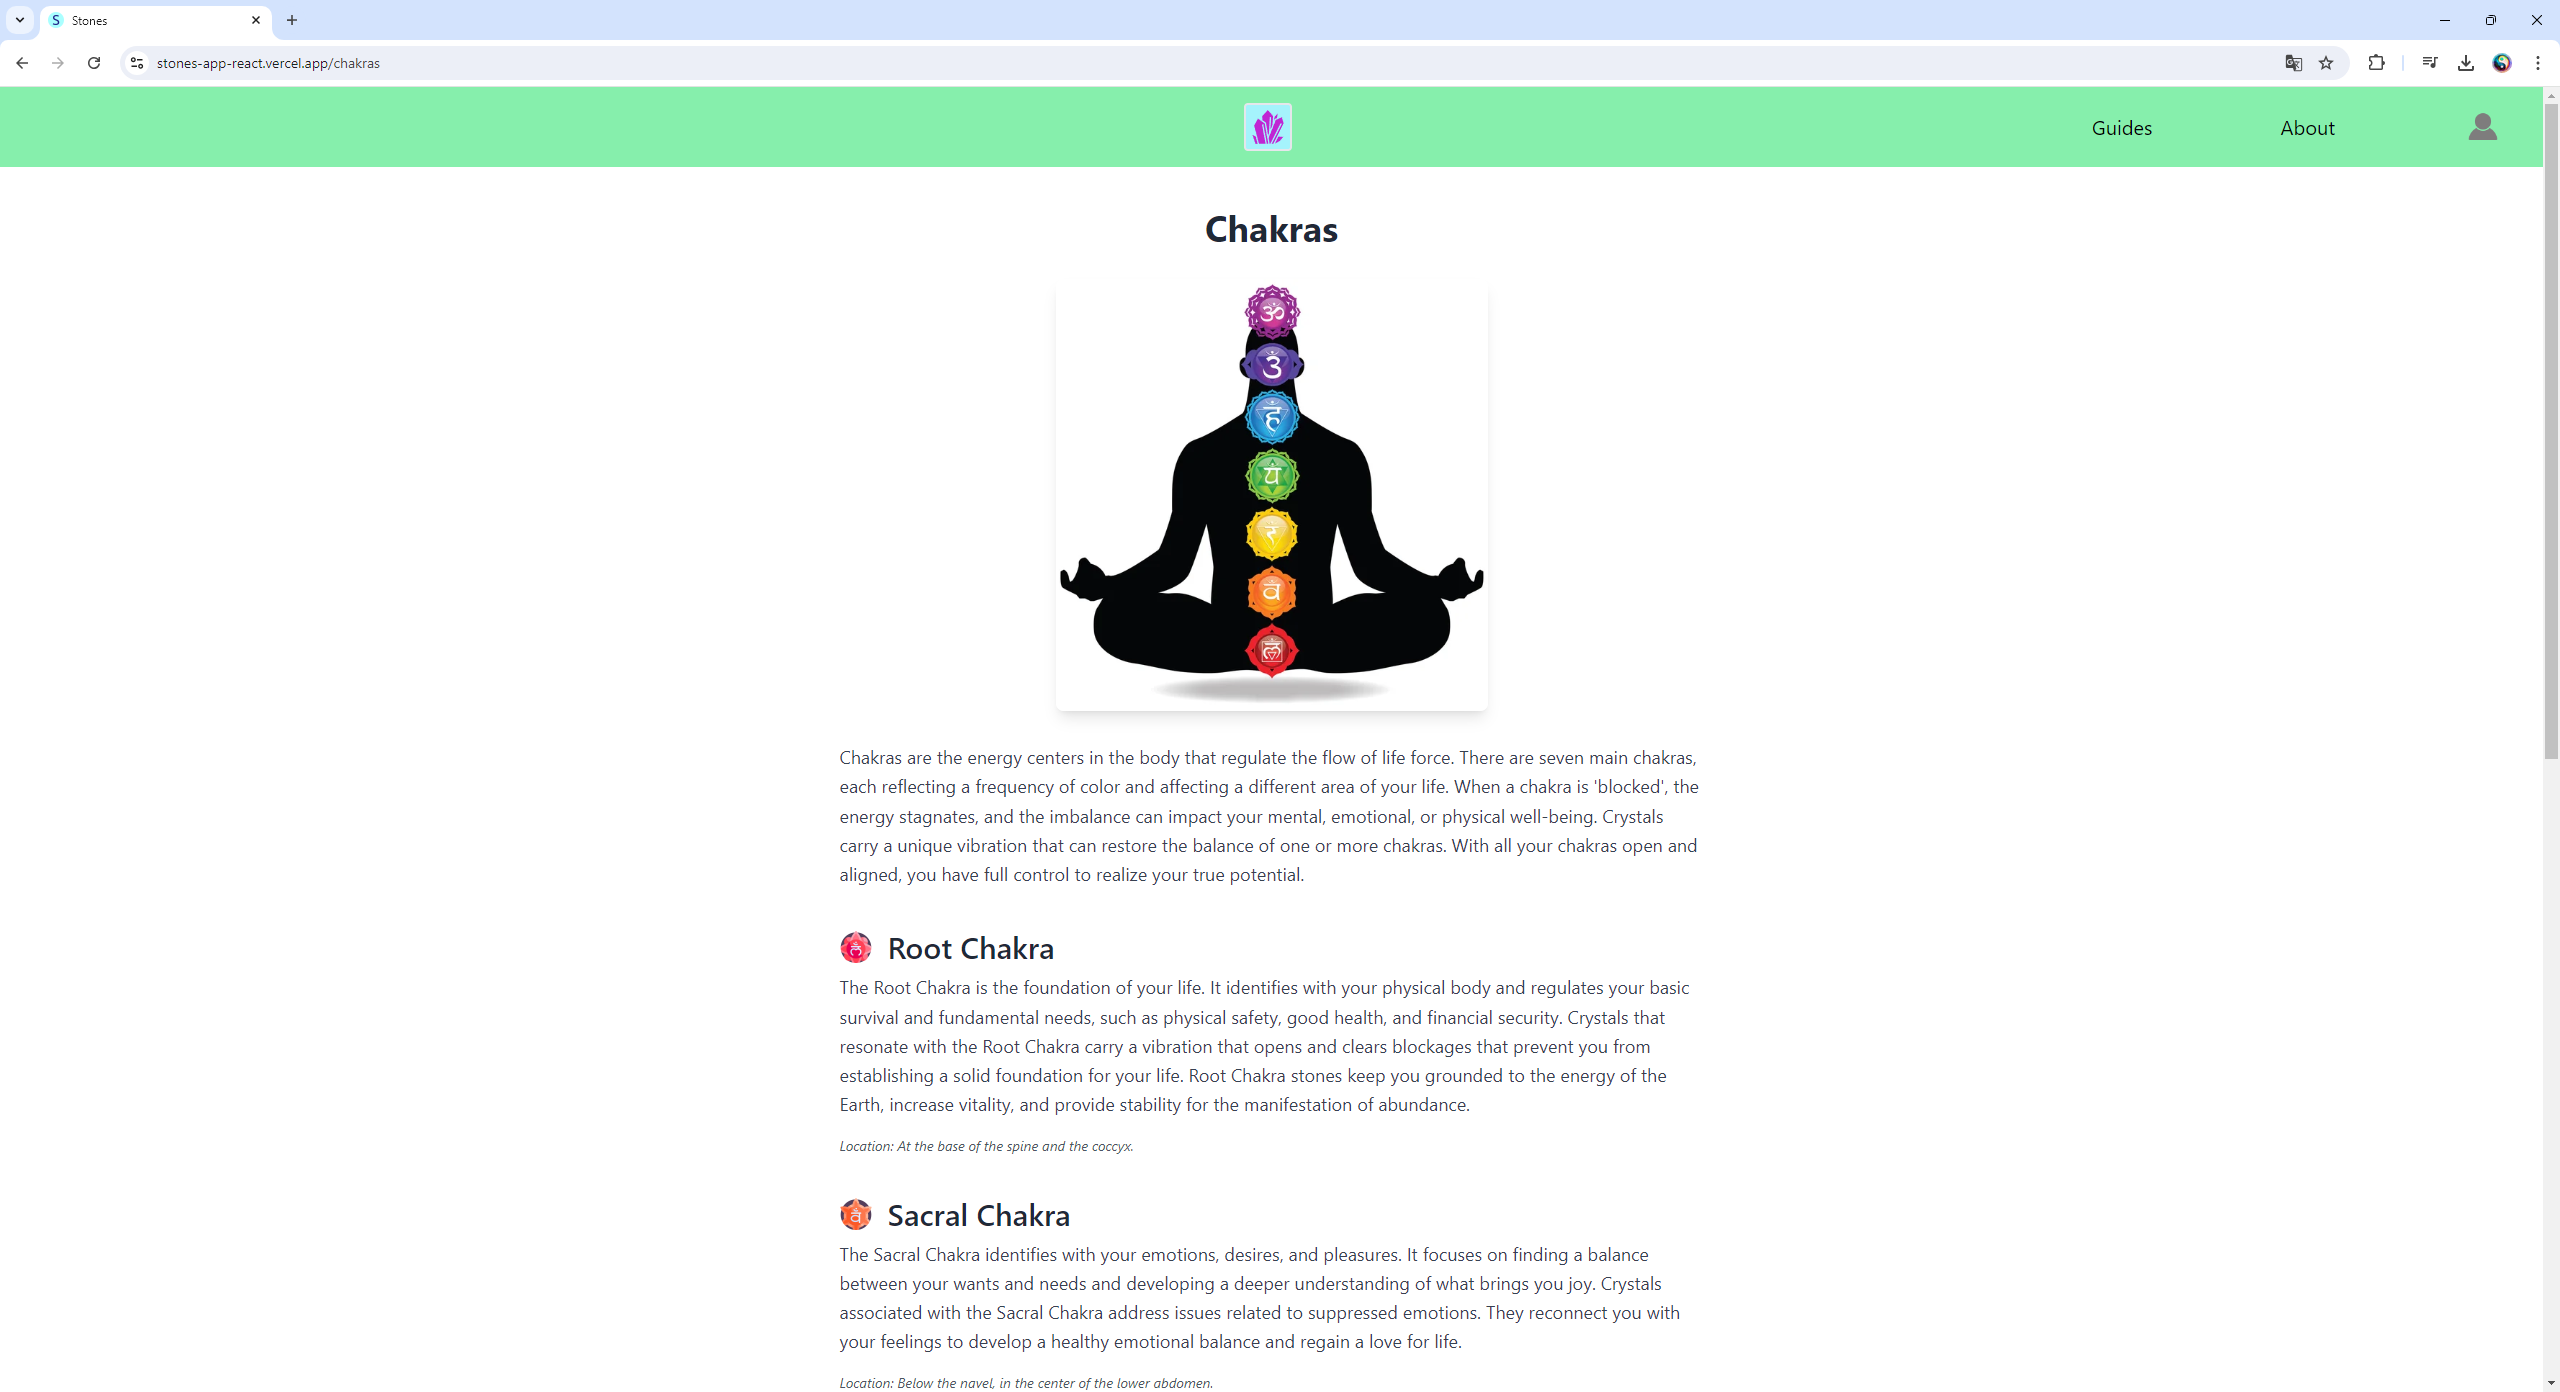 S Stones
stones-app-react.vercel.app/chakras
Guides About
Chakras
ॐ
ह
य
र
व
लं
Chakras are the energy centers in the body that regulate the flow of life force. There are seven main chakras,
each reflecting a frequency of color and affecting a different area of your life. When a chakra is 'blocked', the
energy stagnates, and the imbalance can impact your mental, emotional, or physical well-being. Crystals
carry a unique vibration that can restore the balance of one or more chakras. With all your chakras open and
aligned, you have full control to realize your true potential.
Root Chakra
The Root Chakra is the foundation of your life. It identifies with your physical body and regulates your basic
survival and fundamental needs, such as physical safety, good health, and financial security. Crystals that
resonate with the Root Chakra carry a vibration that opens and clears blockages that prevent you from
establishing a solid foundation for your life. Root Chakra stones keep you grounded to the energy of the
Earth, increase vitality, and provide stability for the manifestation of abundance.
Location: At the base of the spine and the coccyx.
Sacral Chakra
The Sacral Chakra identifies with your emotions, desires, and pleasures. It focuses on finding a balance
between your wants and needs and developing a deeper understanding of what brings you joy. Crystals
associated with the Sacral Chakra address issues related to suppressed emotions. They reconnect you with
your feelings to develop a healthy emotional balance and regain a love for life.
Location: Below the navel, in the center of the lower abdomen.